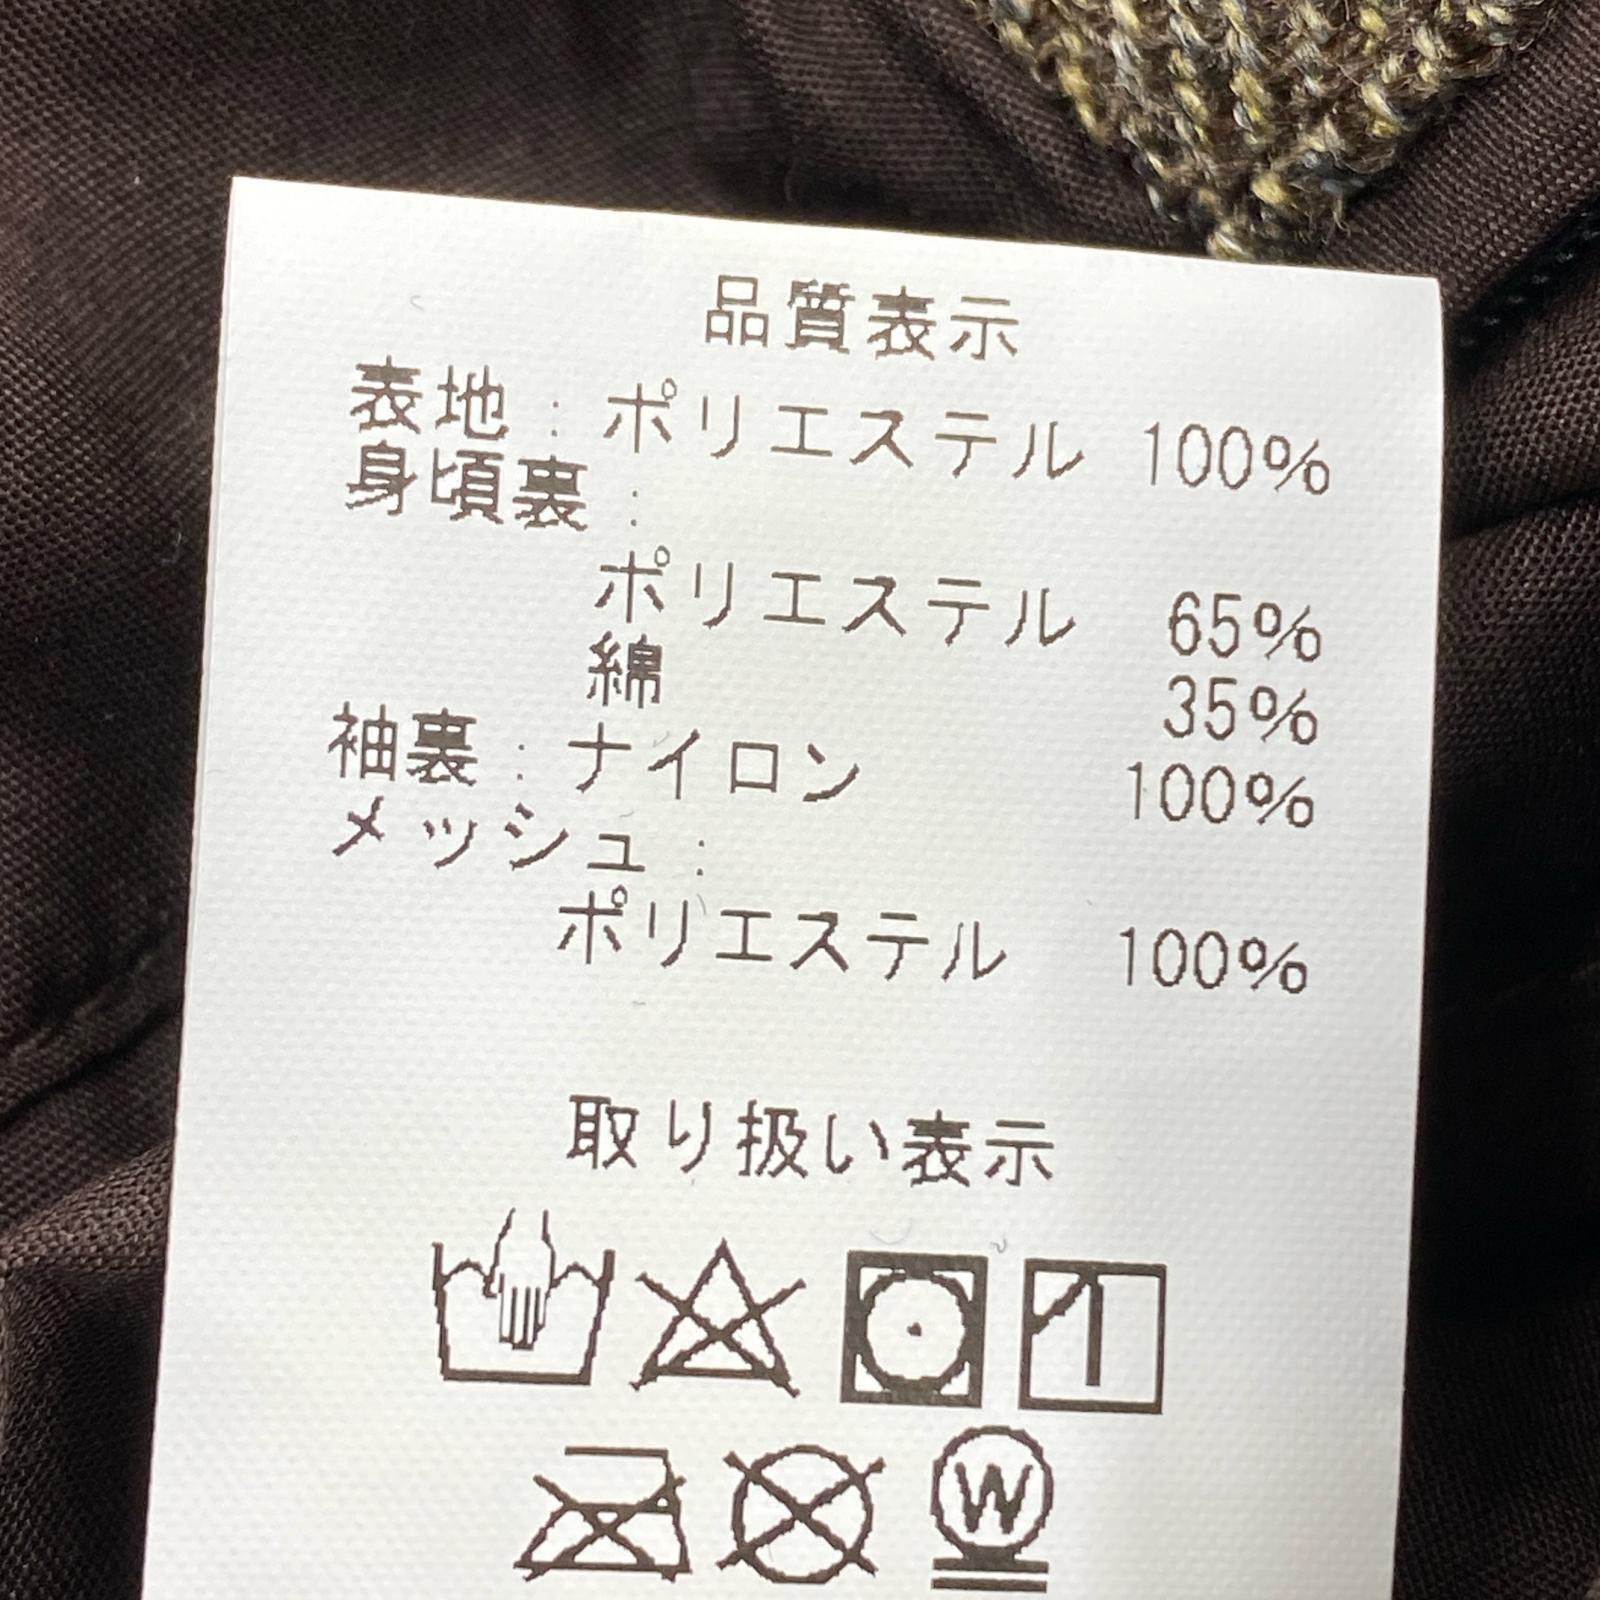 品質表示
表地:ポリエステル 100%
身頃裏:
ポリエステル 65%
綿 35%
袖裏:ナイロン 100%
メッシュ:
ポリエステル 100%
取り扱い表示
W